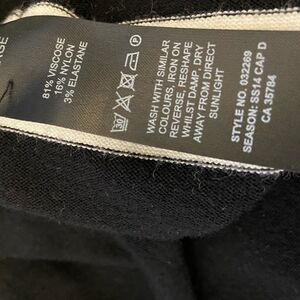 81% VISCOSE
16% NYLON
3% ELASTANE
30
WASH WITH SIMILAR
COLOURS, IRON ON
REVERSE, RESHAPE
WHILST DAMP, DRY
AWAY FROM DIRECT
SUNLIGHT
STYLE NO. 032269
SEASON: SS14 CAP D
CA 35784